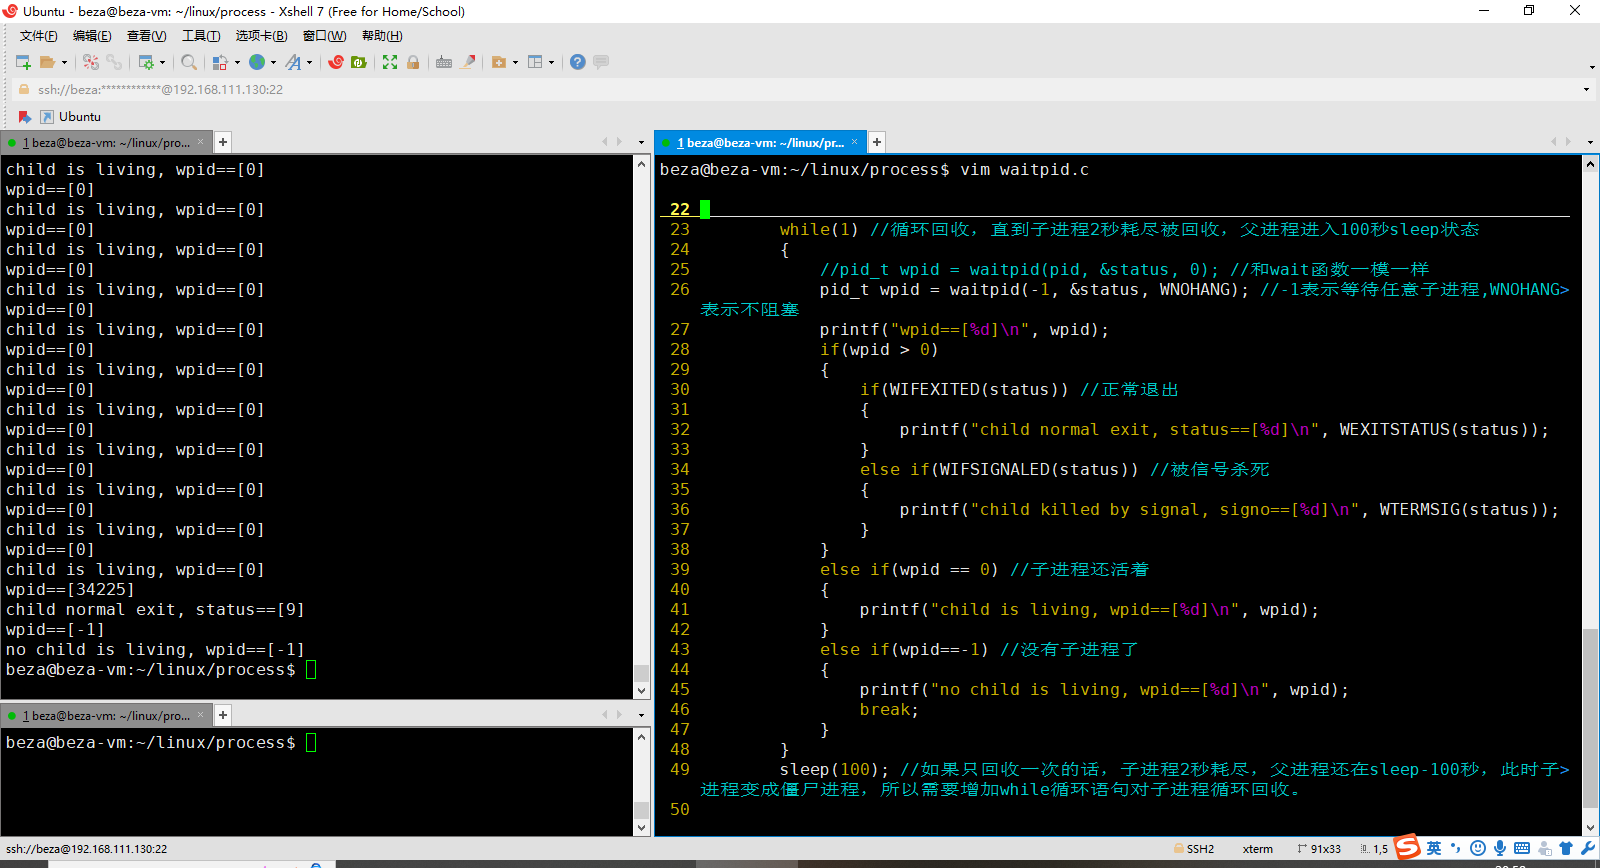 Ubuntu - beza@beza-vm: ~/linux/process - Xshell 7 (Free for Home/School)
文件(F) 编辑(E) 查看(V) 工具(T) 选项卡(B) 窗口(W) 帮助(H)
ssh://beza:************@192.168.111.130:22
Ubuntu
1 beza@beza-vm: ~/linux/pro... × +
child is living, wpid==[0]
wpid==[0]
child is living, wpid==[0]
wpid==[0]
child is living, wpid==[0]
wpid==[0]
child is living, wpid==[0]
wpid==[0]
child is living, wpid==[0]
wpid==[0]
child is living, wpid==[0]
wpid==[0]
child is living, wpid==[0]
wpid==[0]
child is living, wpid==[0]
wpid==[0]
child is living, wpid==[0]
wpid==[0]
child is living, wpid==[0]
wpid==[0]
child is living, wpid==[0]
wpid==[34225]
child normal exit, status==[9]
wpid==[-1]
no child is living, wpid==[-1]
beza@beza-vm:~/linux/process$
1 beza@beza-vm: ~/linux/pro... × +
beza@beza-vm:~/linux/process$
1 beza@beza-vm: ~/linux/pr... × +
beza@beza-vm:~/linux/process$ vim waitpid.c
22
23 while(1) //循环回收，直到子进程2秒耗尽被回收，父进程进入100秒sleep状态
24 {
25 //pid_t wpid = waitpid(pid, &status, 0); //和wait函数一模一样
26 pid_t wpid = waitpid(-1, &status, WNOHANG); //-1表示等待任意子进程,WNOHANG>
表示不阻塞
27 printf("wpid==[%d]\n", wpid);
28 if(wpid > 0)
29 {
30 if(WIFEXITED(status)) //正常退出
31 {
32 printf("child normal exit, status==[%d]\n", WEXITSTATUS(status));
33 }
34 else if(WIFSIGNALED(status)) //被信号杀死
35 {
36 printf("child killed by signal, signo==[%d]\n", WTERMSIG(status));
37 }
38 }
39 else if(wpid == 0) //子进程还活着
40 {
41 printf("child is living, wpid==[%d]\n", wpid);
42 }
43 else if(wpid==-1) //没有子进程了
44 {
45 printf("no child is living, wpid==[%d]\n", wpid);
46 break;
47 }
48 }
49 sleep(100); //如果只回收一次的话，子进程2秒耗尽，父进程还在sleep-100秒，此时子>
进程变成僵尸进程，所以需要增加while循环语句对子进程循环回收。
50
ssh://beza@192.168.111.130:22 SSH2 xterm 91x33 1,5 英